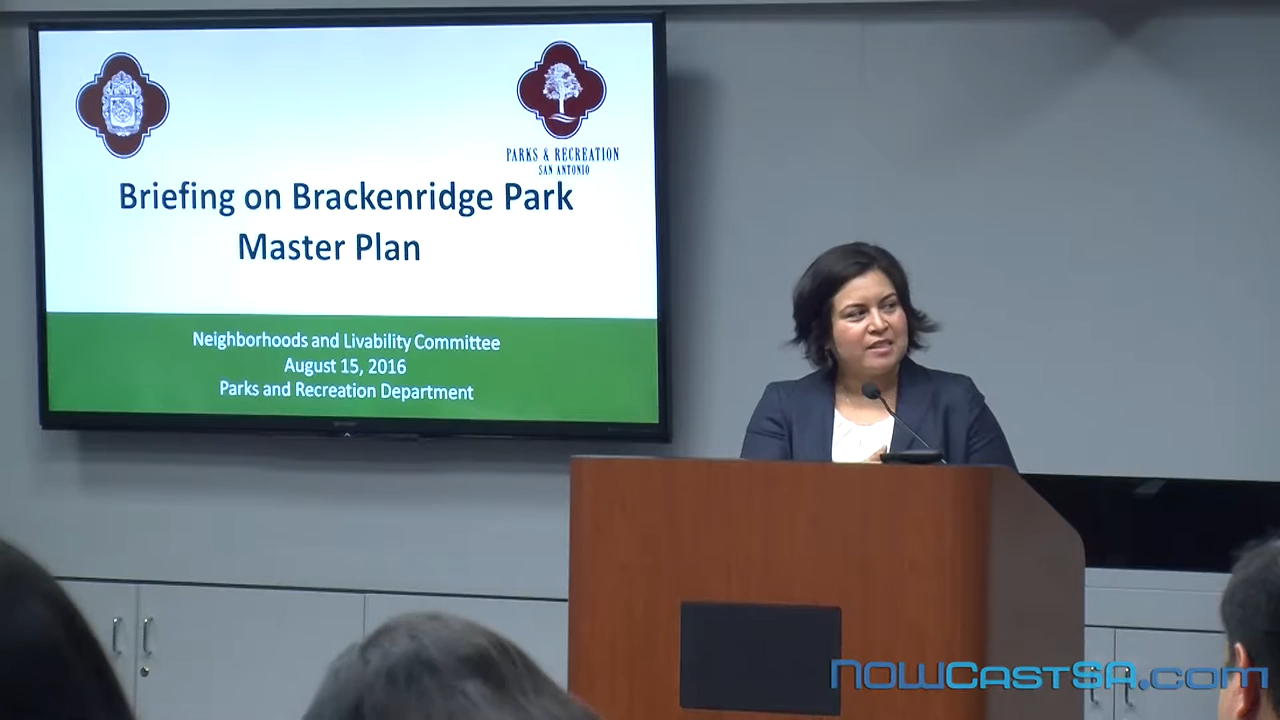 PARKS & RECREATION
SAN ANTONIO
Briefing on Brackenridge Park
Master Plan
Neighborhoods and Livability Committee
August 15, 2016
Parks and Recreation Department
NOWCASTSA.COM